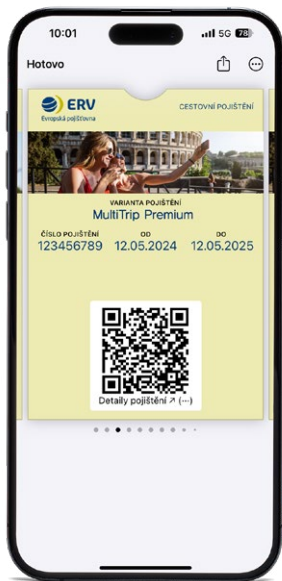 10:01
5G 78
Hotovo
ERV
Evropská pojišťovna
CESTOVNÍ POJIŠTĚNÍ
VARIANTA POJIŠTĚNÍ
MultiTrip Premium
ČÍSLO POJIŠTĚNÍ OD DO
123456789 12.05.2024 12.05.2025
Detaily pojištění ↗ (···)